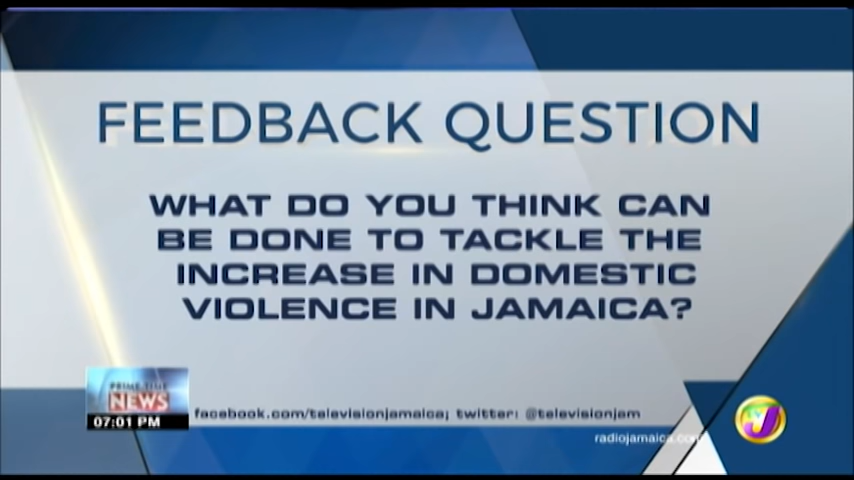 FEEDBACK QUESTION
WHAT DO YOU THINK CAN
BE DONE TO TACKLE THE
INCREASE IN DOMESTIC
VIOLENCE IN JAMAICA?
PRIME TIME
NEWS
07:01 PM
facebook.com/televisionjamaica; twitter: @televisionjam
radiojamaica.com
TVJ